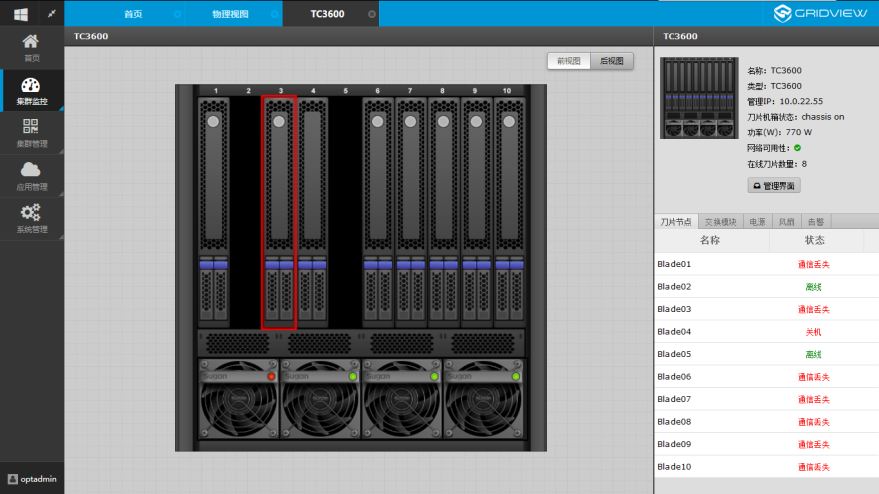 首页
物理视图
TC3600
GRIDVIEW
首页
集群监控
集群管理
应用管理
系统管理
optadmin
TC3600
前视图
后视图
1 2 3 4 5 6 7 8 9 10
Sugon
Sugon
Sugon
Sugon
TC3600
名称: TC3600
类型: TC3600
管理IP: 10.0.22.55
刀片机箱状态: chassis on
功率(W): 770 W
网络可用性:
在线刀片数量: 8
管理界面
刀片节点 交换模块 电源 风扇 告警
名称 状态
Blade01 通信丢失
Blade02 离线
Blade03 通信丢失
Blade04 关机
Blade05 离线
Blade06 通信丢失
Blade07 通信丢失
Blade08 通信丢失
Blade09 通信丢失
Blade10 通信丢失